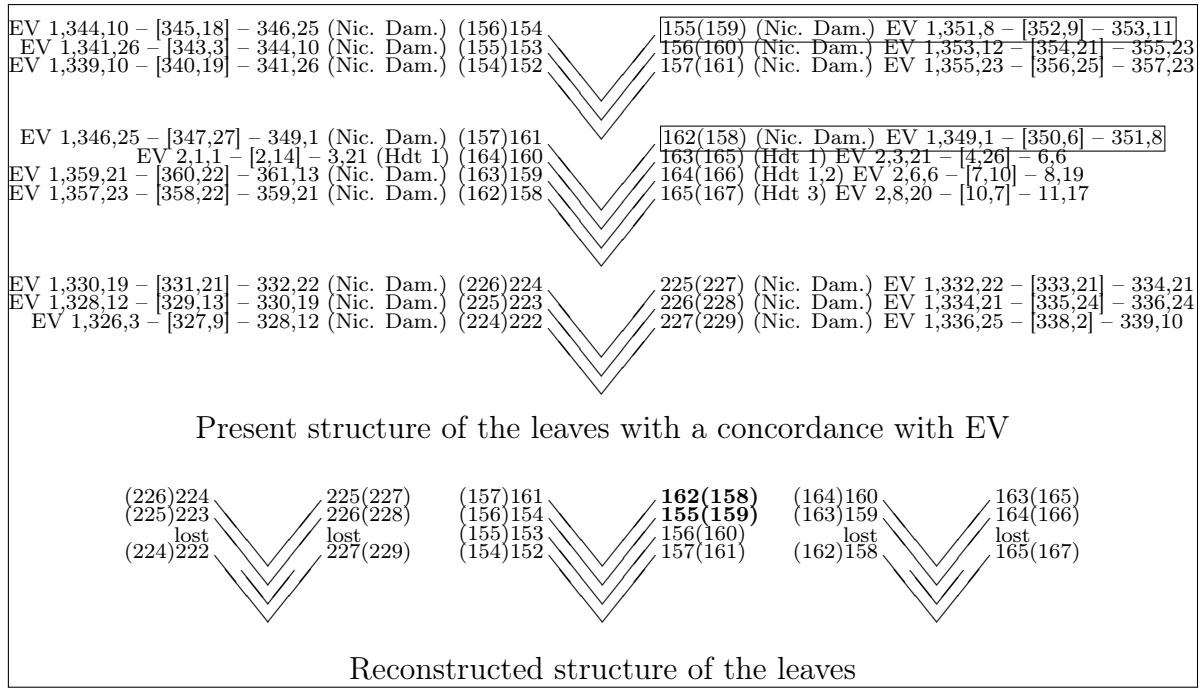 EV 1,344,10 – [345,18] – 346,25 (Nic. Dam.) (156)154 155(159) (Nic. Dam.) EV 1,351,8 – [352,9] – 353,11
EV 1,341,26 – [343,3] – 344,10 (Nic. Dam.) (155)153 156(160) (Nic. Dam.) EV 1,353,12 – [354,21] – 355,23
EV 1,339,10 – [340,19] – 341,26 (Nic. Dam.) (154)152 157(161) (Nic. Dam.) EV 1,355,23 – [356,25] – 357,23
EV 1,346,25 – [347,27] – 349,1 (Nic. Dam.) (157)161 162(158) (Nic. Dam.) EV 1,349,1 – [350,6] – 351,8
EV 2,1,1 – [2,14] – 3,21 (Hdt 1) (164)160 163(165) (Hdt 1) EV 2,3,21 – [4,26] – 6,6
EV 1,359,21 – [360,22] – 361,13 (Nic. Dam.) (163)159 164(166) (Hdt 1,2) EV 2,6,6 – [7,10] – 8,19
EV 1,357,23 – [358,22] – 359,21 (Nic. Dam.) (162)158 165(167) (Hdt 3) EV 2,8,20 – [10,7] – 11,17
EV 1,330,19 – [331,21] – 332,22 (Nic. Dam.) (226)224 225(227) (Nic. Dam.) EV 1,332,22 – [333,21] – 334,21
EV 1,328,12 – [329,13] – 330,19 (Nic. Dam.) (225)223 226(228) (Nic. Dam.) EV 1,334,21 – [335,24] – 336,24
EV 1,326,3 – [327,9] – 328,12 (Nic. Dam.) (224)222 227(229) (Nic. Dam.) EV 1,336,25 – [338,2] – 339,10
Present structure of the leaves with a concordance with EV
(226)224 225(227) (157)161 162(158) (164)160 163(165)
(225)223 226(228) (156)154 155(159) (163)159 164(166)
lost lost (155)153 156(160) lost lost
(224)222 227(229) (154)152 157(161) (162)158 165(167)
Reconstructed structure of the leaves